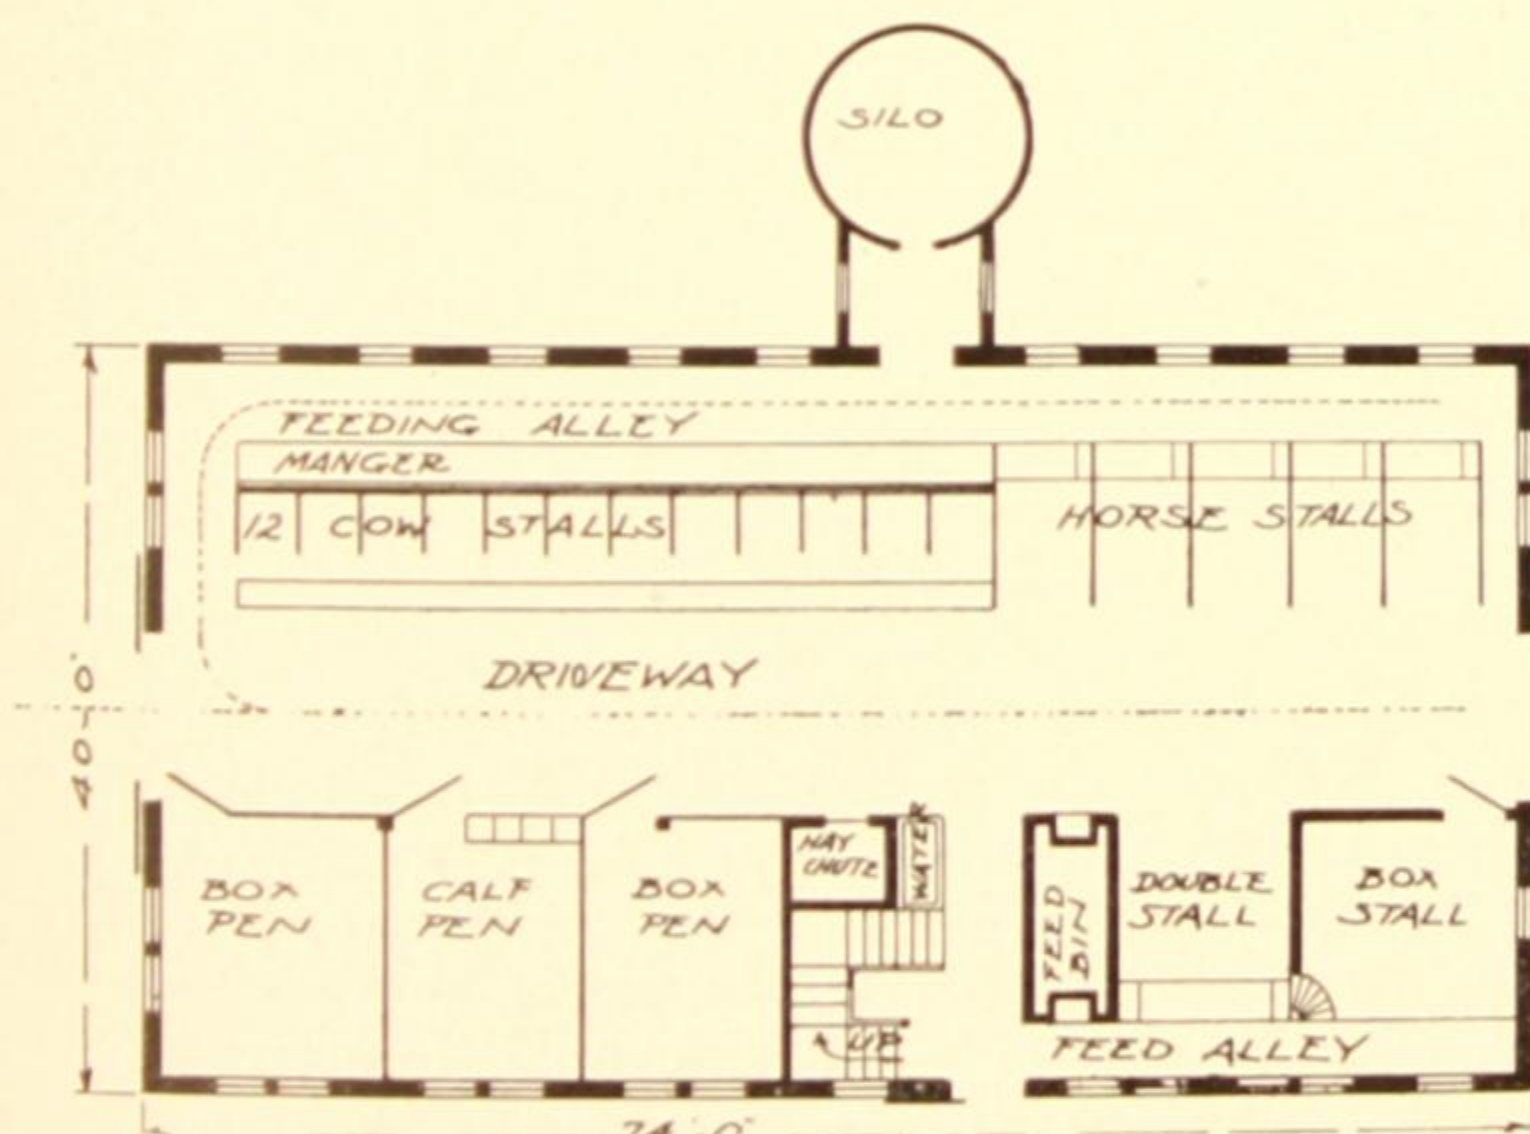 SILO
FEEDING ALLEY
MANGER
12 COW STALLS
HORSE STALLS
DRIVEWAY
40'-0"
BOX
PEN
CALF
PEN
BOX
PEN
HAY
CHUTE
WATER
FEED
BIN
DOUBLE
STALL
BOX
STALL
UP
FEED ALLEY